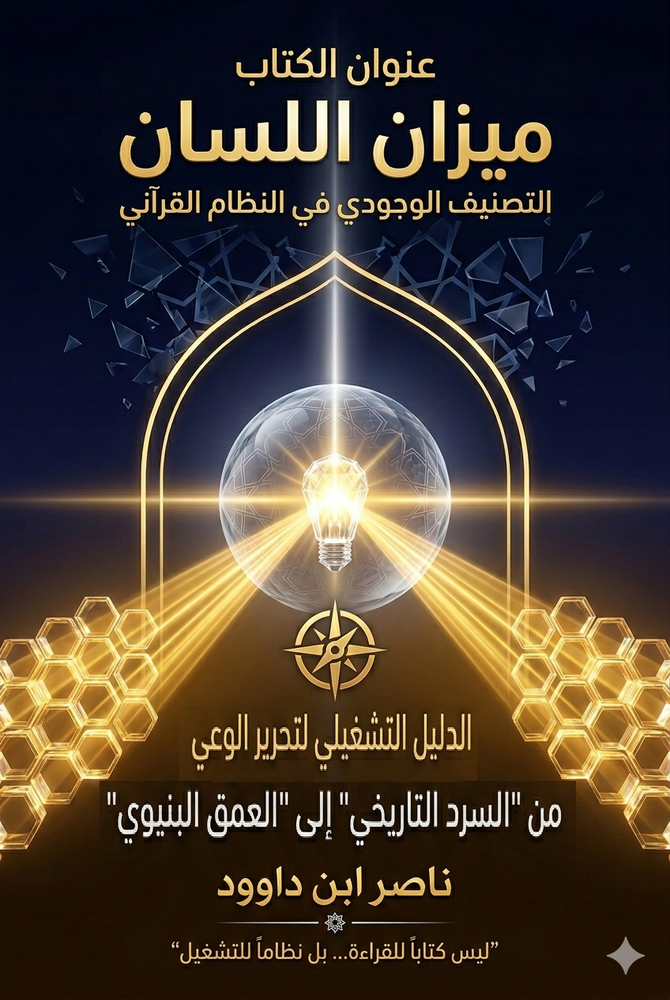 عنوان الكتاب
ميزان اللسان
التصنيف الوجودي في النظام القرآني
الدليل التشغيلي لتحرير الوعي
من "السرد التاريخي" إلى "العمق البنيوي"
ناصر ابن داوود
”ليس كتاباً للقراءة... بل نظاماً للتشغيل“